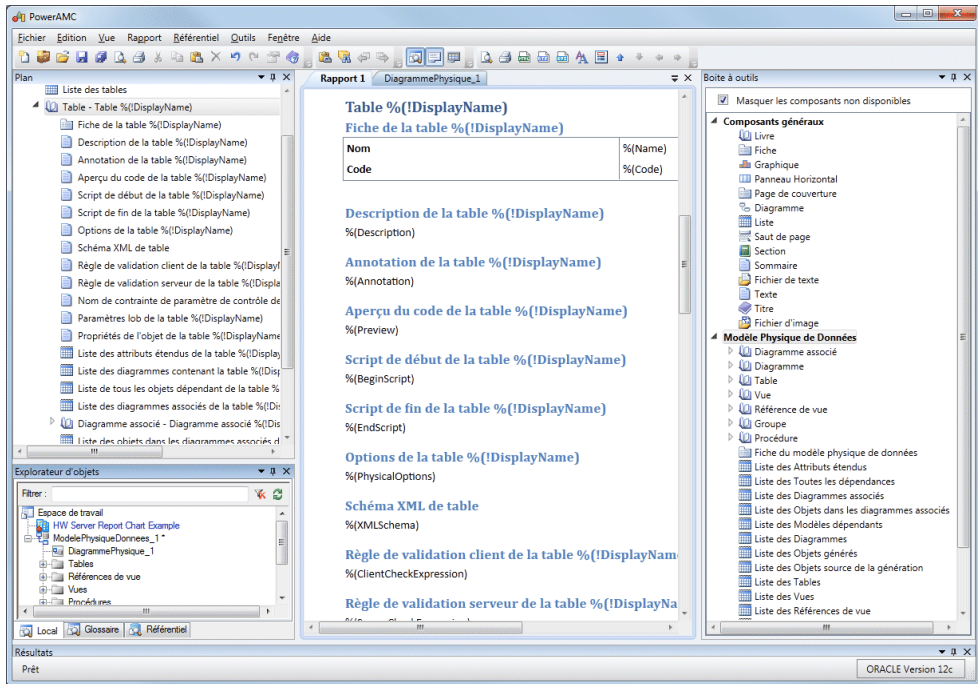 PowerAMC
Fichier Edition Vue Rapport Référentiel Outils Fenêtre Aide
Plan
Liste des tables
Table - Table %(!DisplayName)
Fiche de la table %(!DisplayName)
Description de la table %(!DisplayName)
Annotation de la table %(!DisplayName)
Aperçu du code de la table %(!DisplayName)
Script de début de la table %(!DisplayName)
Script de fin de la table %(!DisplayName)
Options de la table %(!DisplayName)
Schéma XML de table
Règle de validation client de la table %(!Displayl
Règle de validation serveur de la table %(!Displa
Nom de contrainte de paramètre de contrôle de
Paramètres lob de la table %(!DisplayName)
Propriétés de l'objet de la table %(!DisplayName
Liste des attributs étendus de la table %(!Display
Liste des diagrammes contenant la table %(!Disp
Liste de tous les objets dépendant de la table %
Liste des diagrammes associés de la table %(!Di
Diagramme associé - Diagramme associé %(!Dis
Liste des objets dans les diagrammes associés d
Explorateur d'objets
Filtrer :
Espace de travail
HW Server Report Chart Example
ModelePhysiqueDonnees_1 *
DiagrammePhysique_1
Tables
Références de vue
Vues
Procédures
Local Glossaire Référentiel
Rapport 1 DiagrammePhysique_1
Table %(!DisplayName)
Fiche de la table %(!DisplayName)
Nom %(Name)
Code %(Code)
Description de la table %(!DisplayName)
%(Description)
Annotation de la table %(!DisplayName)
%(Annotation)
Aperçu du code de la table %(!DisplayName)
%(Preview)
Script de début de la table %(!DisplayName)
%(BeginScript)
Script de fin de la table %(!DisplayName)
%(EndScript)
Options de la table %(!DisplayName)
%(PhysicalOptions)
Schéma XML de table
%(XMLSchema)
Règle de validation client de la table %(!DisplayNam
%(ClientCheckExpression)
Règle de validation serveur de la table %(!DisplayNa
Boîte à outils
Masquer les composants non disponibles
Composants généraux
Livre
Fiche
Graphique
Panneau Horizontal
Page de couverture
Diagramme
Liste
Saut de page
Section
Sommaire
Fichier de texte
Texte
Titre
Fichier d'image
Modèle Physique de Données
Diagramme associé
Diagramme
Table
Vue
Référence de vue
Groupe
Procédure
Fiche du modèle physique de données
Liste des Attributs étendus
Liste des Toutes les dépendances
Liste des Diagrammes associés
Liste des Objets dans les diagrammes associés
Liste des Modèles dépendants
Liste des Diagrammes
Liste des Objets générés
Liste des Objets source de la génération
Liste des Tables
Liste des Vues
Liste des Références de vue
Résultats
Prêt
ORACLE Version 12c